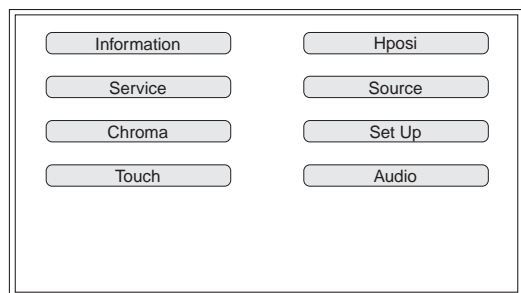 Information
Hposi
Service
Source
Chroma
Set Up
Touch
Audio